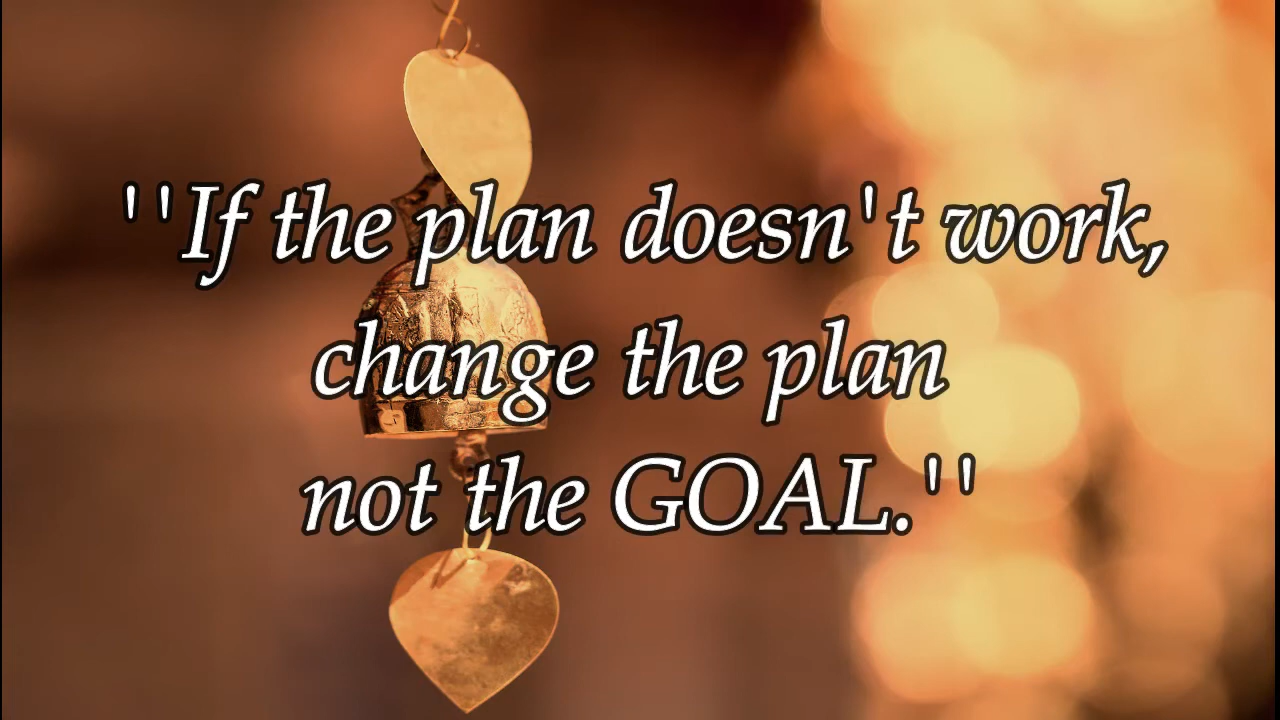 ''If the plan doesn't work,
change the plan
not the GOAL.''